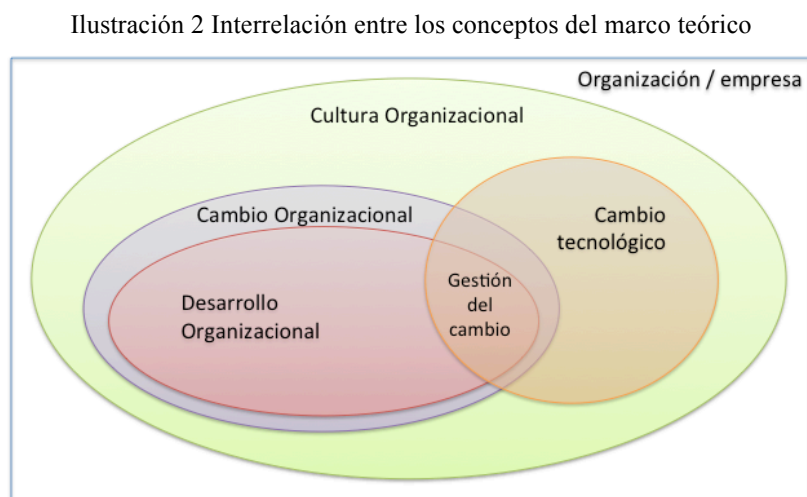 Ilustración 2 Interrelación entre los conceptos del marco teórico
Organización / empresa
Cultura Organizacional
Cambio Organizacional
Cambio
tecnológico
Desarrollo
Organizacional
Gestión
del
cambio